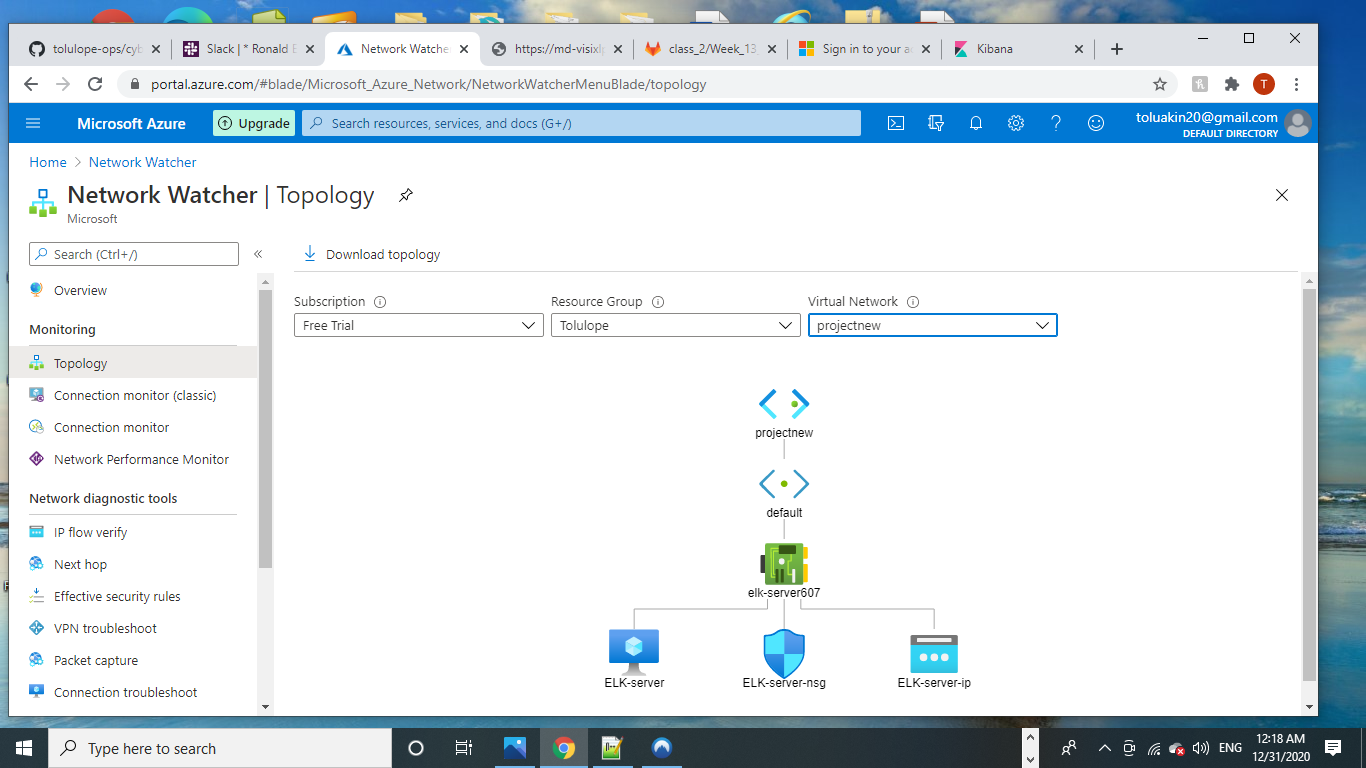 tolulope-ops/cyb
Slack | * Ronald E
Network Watche
https://md-visixlp
class_2/Week_13
Sign in to your a
Kibana
portal.azure.com/#blade/Microsoft_Azure_Network/NetworkWatcherMenuBlade/topology
T
Microsoft Azure
Upgrade
Search resources, services, and docs (G+/)
toluakin20@gmail.com
DEFAULT DIRECTORY
Home > Network Watcher
Network Watcher | Topology
Microsoft
Search (Ctrl+/)
«
Download topology
Overview
Subscription
Resource Group
Virtual Network
Free Trial
Tolulope
projectnew
Monitoring
Topology
Connection monitor (classic)
Connection monitor
Network Performance Monitor
Network diagnostic tools
IP flow verify
Next hop
Effective security rules
VPN troubleshoot
Packet capture
Connection troubleshoot
projectnew
default
elk-server607
ELK-server
ELK-server-nsg
ELK-server-ip
Type here to search
ENG
12:18 AM
12/31/2020